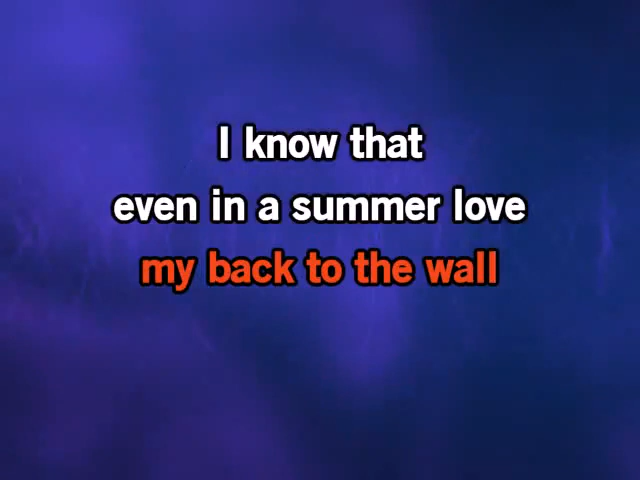 I know that
even in a summer love
my back to the wall